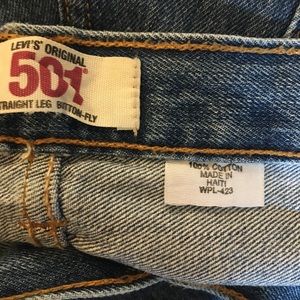 LEVI'S® ORIGINAL
501®
STRAIGHT LEG BUTTON-FLY
100% COTTON
MADE IN
HAITI
WPL-423